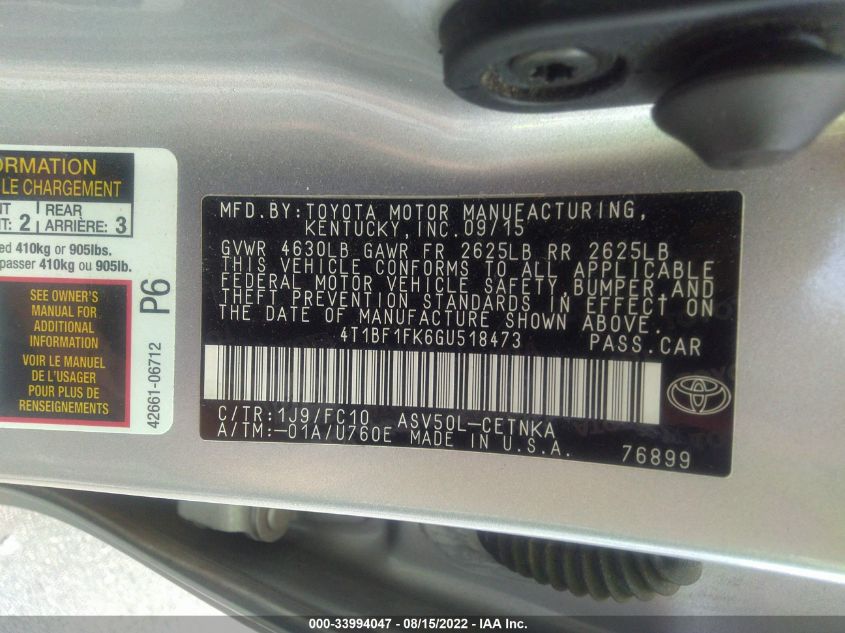 ORMATION
LE CHARGEMENT
NT REAR
T: 2 ARRIÈRE: 3
ed 410kg or 905lbs.
passer 410kg ou 905lb.
SEE OWNER'S
MANUAL FOR
ADDITIONAL
INFORMATION
VOIR LE MANUEL
DE L'USAGER
POUR PLUS DE
RENSEIGNEMENTS
P6
42661-06712
MFD.BY:TOYOTA MOTOR MANUFACTURING,
KENTUCKY,INC.09/15
GVWR 4630LB GAWR FR 2625LB RR 2625LB
THIS VEHICLE CONFORMS TO ALL APPLICABLE
FEDERAL MOTOR VEHICLE SAFETY,BUMPER AND
THEFT PREVENTION STANDARDS IN EFFECT ON
THE DATE OF MANUFACTURE SHOWN ABOVE.
4T1BF1FK6GU518473 PASS.CAR
C/TR:1J9/FC10 ASV50L-CETNKA
A/TM:-01A/U760E MADE IN U.S.A.
76899
000-33994047 - 08/15/2022 - IAA Inc.